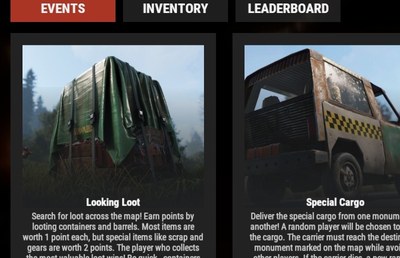 EVENTS INVENTORY LEADERBOARD
Looking Loot
Search for loot across the map! Earn points by
looting containers and barrels. Most items are
worth 1 point each, but special items like scrap and
gears are worth 2 points. The player who collects
the most valuable loot wins! Be quick, containers
Special Cargo
Deliver the special cargo from one monum
another! A random player will be chosen to
the cargo. The carrier must reach the destin
monument marked on the map while avoi
other players. If the carrier dies, a new